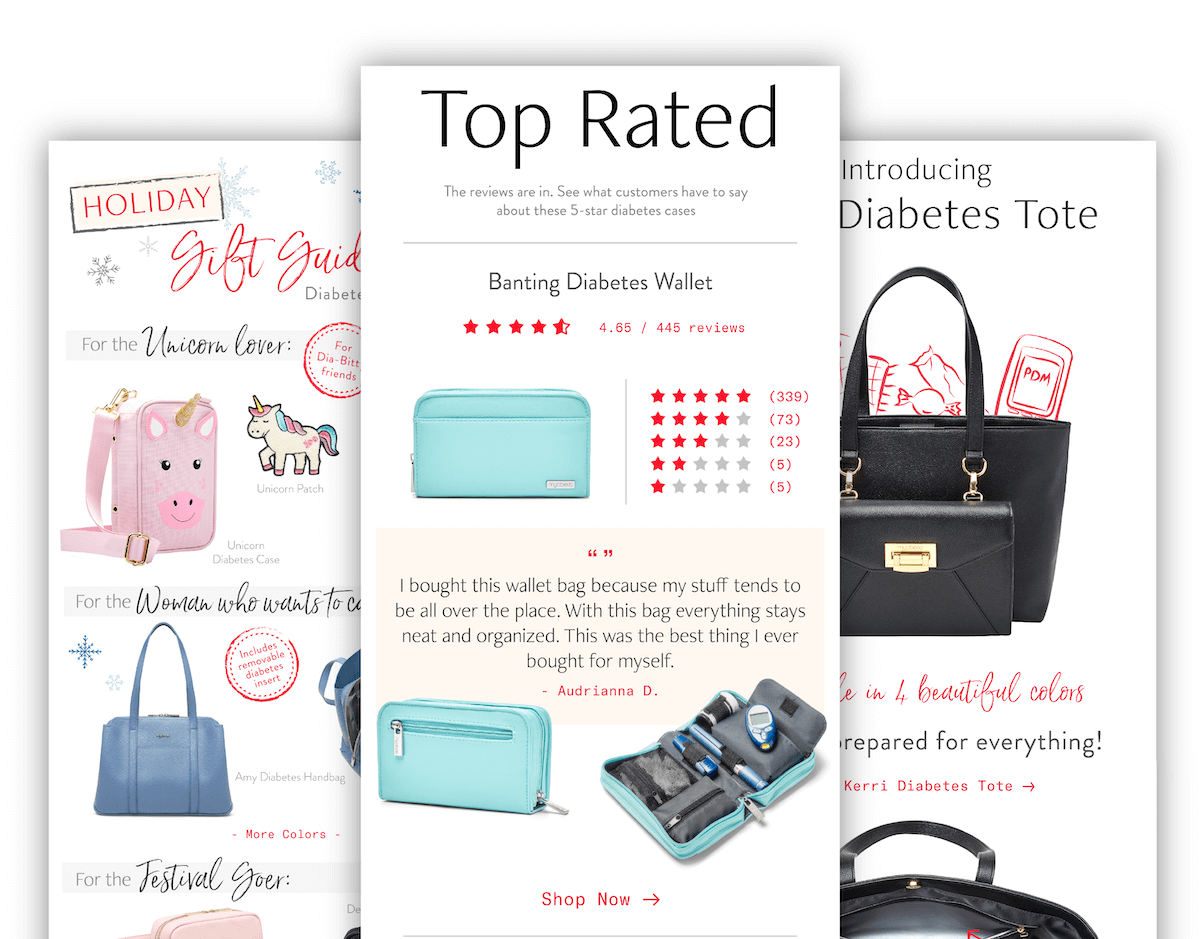 HOLIDAY
Gift
Diabete
For the Unicorn lover:
For
Dia-Bit
friends
Unicorn Patch
Unicorn
Diabetes Case
For the Woman who wants to
Includes
removable
diabetes
insert
Amy Diabetes Handbag
- More Colors -
For the Festival Goer:
De
Top Rated
The reviews are in. See what customers have to say
about these 5-star diabetes cases
Banting Diabetes Wallet
4.65 / 445 reviews
(339)
(73)
(23)
(5)
(5)
myabetic
“ ”
I bought this wallet bag because my stuff tends to
be all over the place. With this bag everything stays
neat and organized. This was the best thing I ever
bought for myself.
- Audrianna D.
Shop Now →
Introducing
Diabetes Tote
PDM
le in 4 beautiful colors
prepared for everything!
Kerri Diabetes Tote →